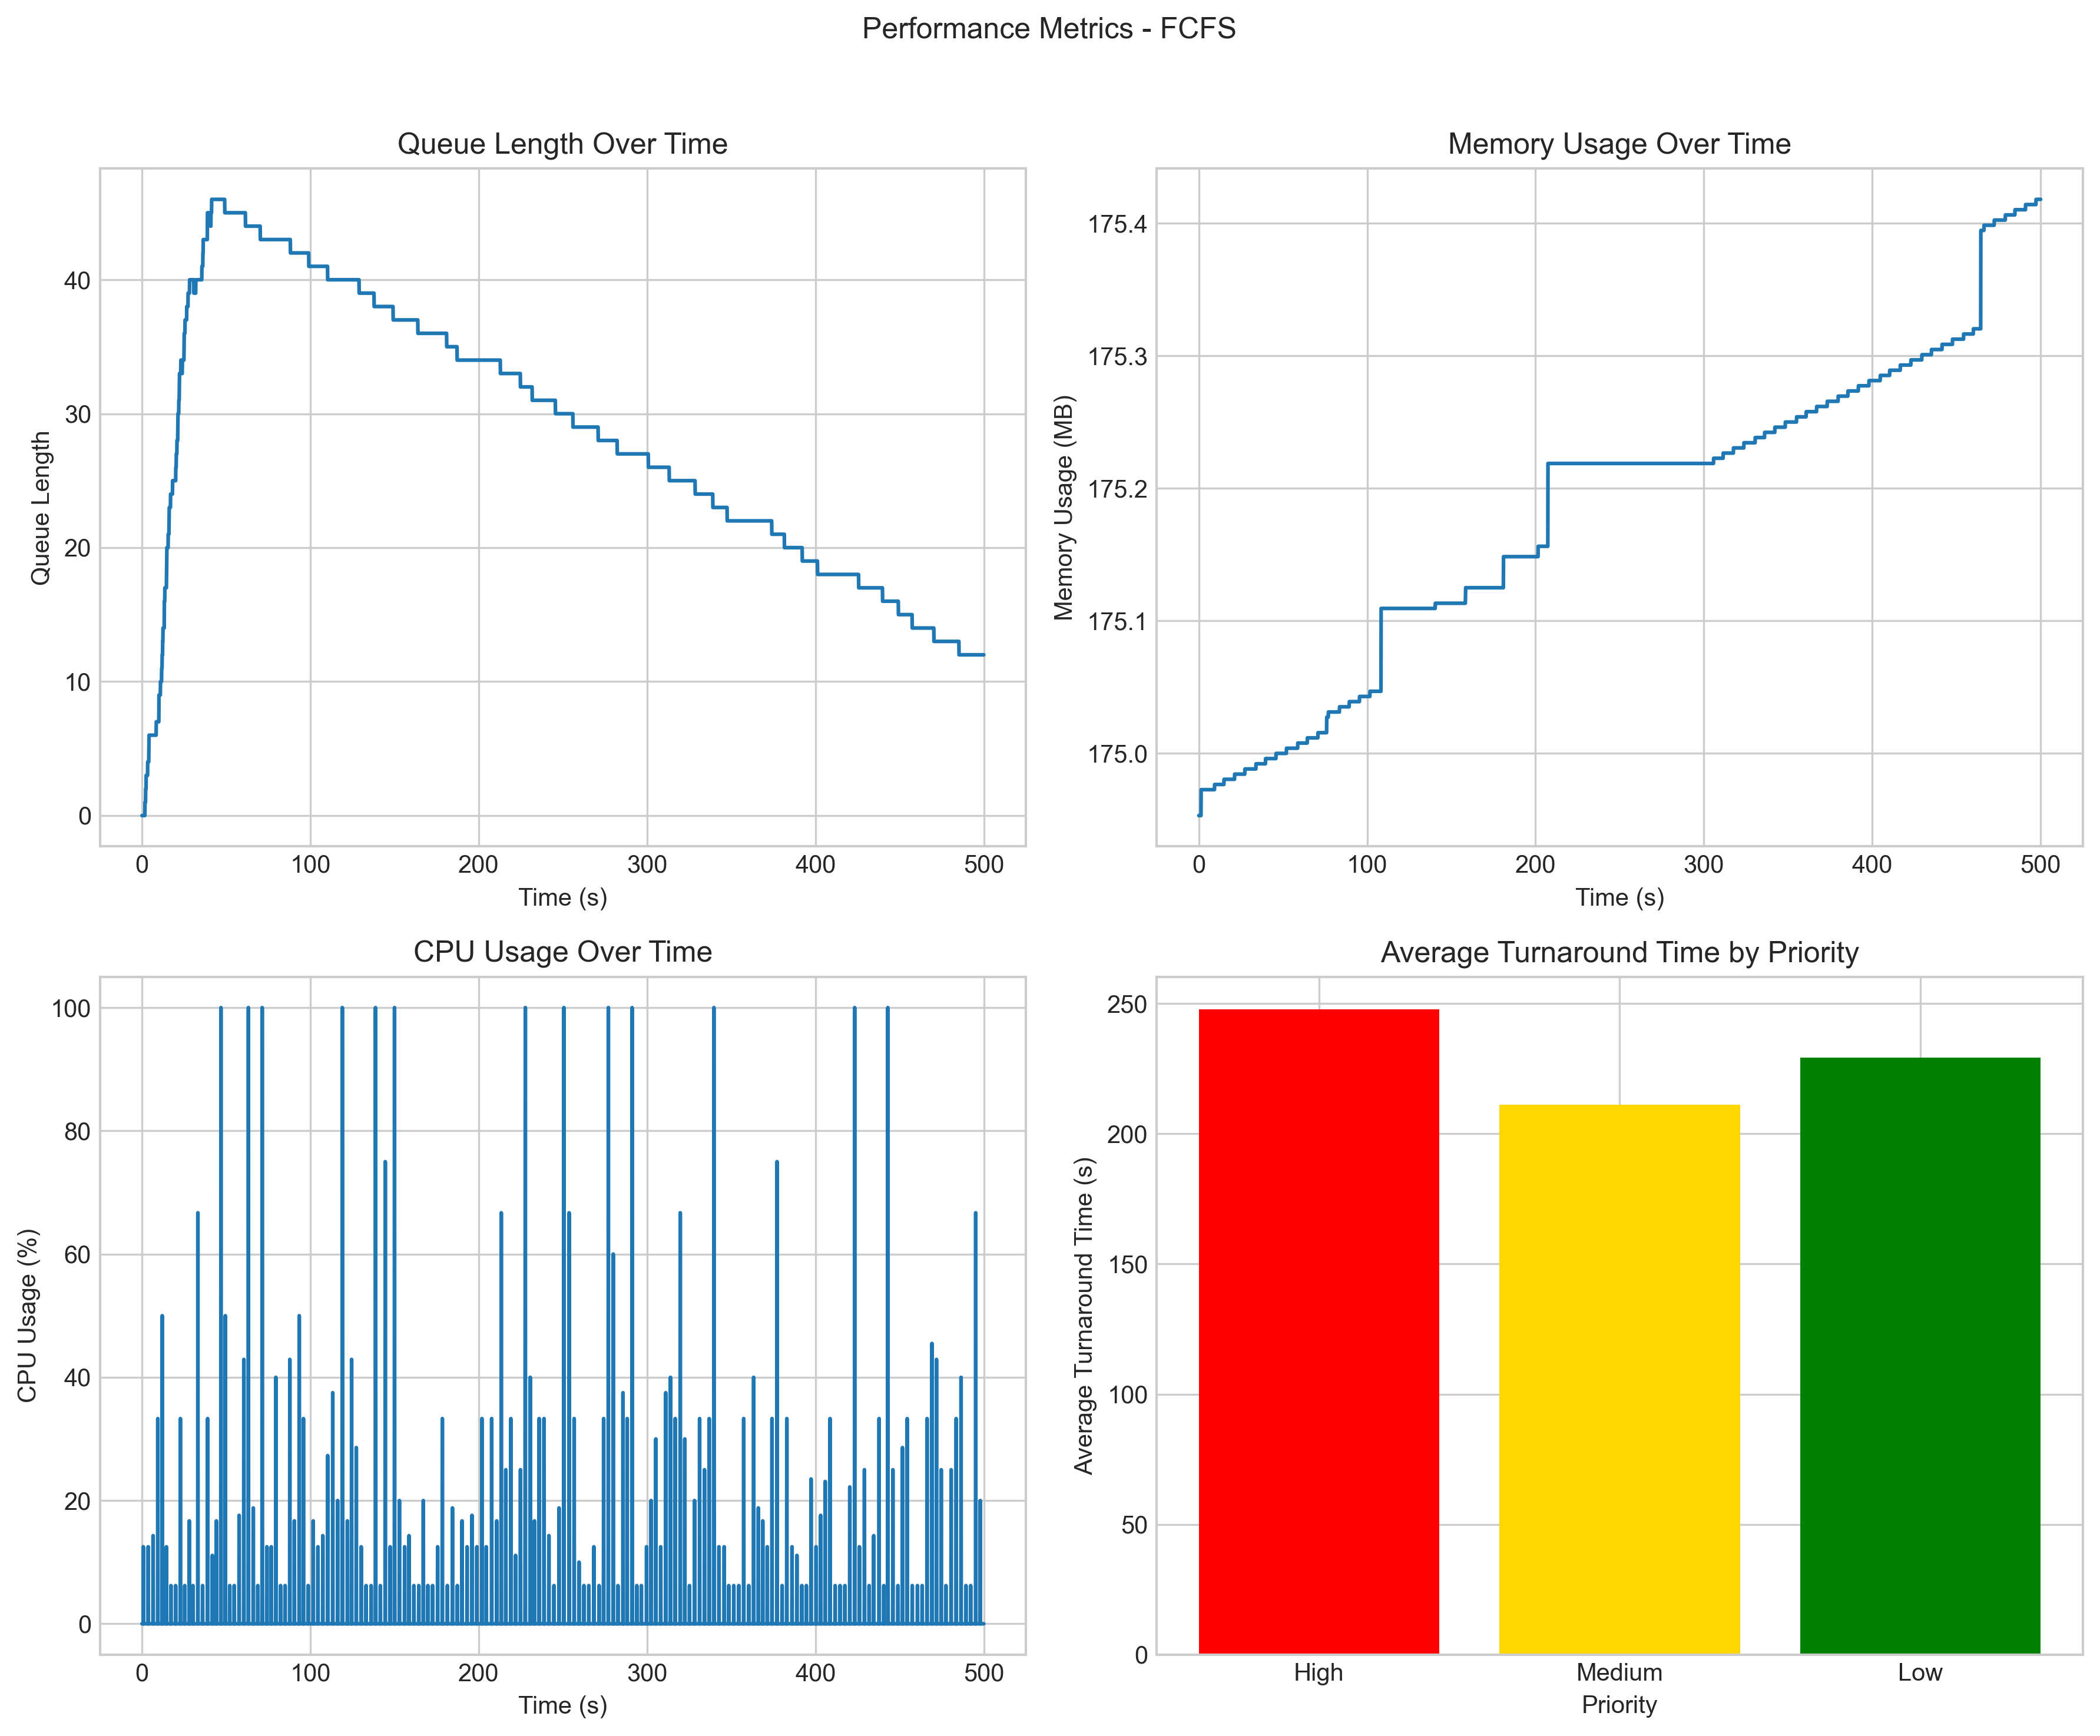 Performance Metrics - FCFS
Queue Length Over Time
Queue Length
40
30
20
10
0
0 100 200 300 400 500
Time (s)
Memory Usage Over Time
Memory Usage (MB)
175.4
175.3
175.2
175.1
175.0
0 100 200 300 400 500
Time (s)
CPU Usage Over Time
CPU Usage (%)
100
80
60
40
20
0
0 100 200 300 400 500
Time (s)
Average Turnaround Time by Priority
Average Turnaround Time (s)
250
200
150
100
50
0
High Medium Low
Priority